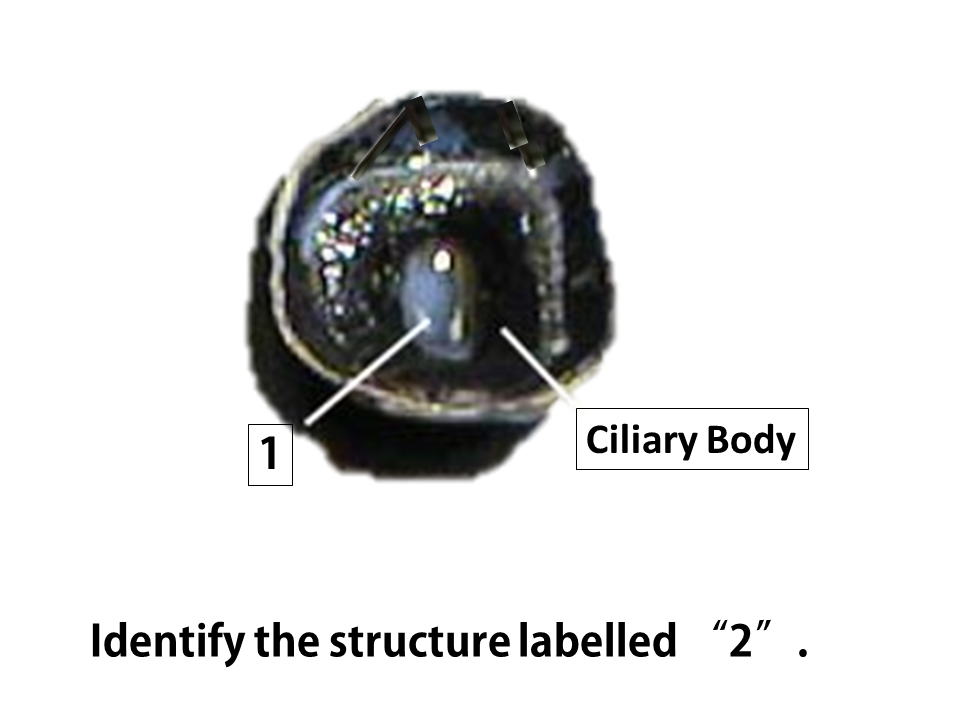 1
Ciliary Body
Identify the structure labelled “2”.